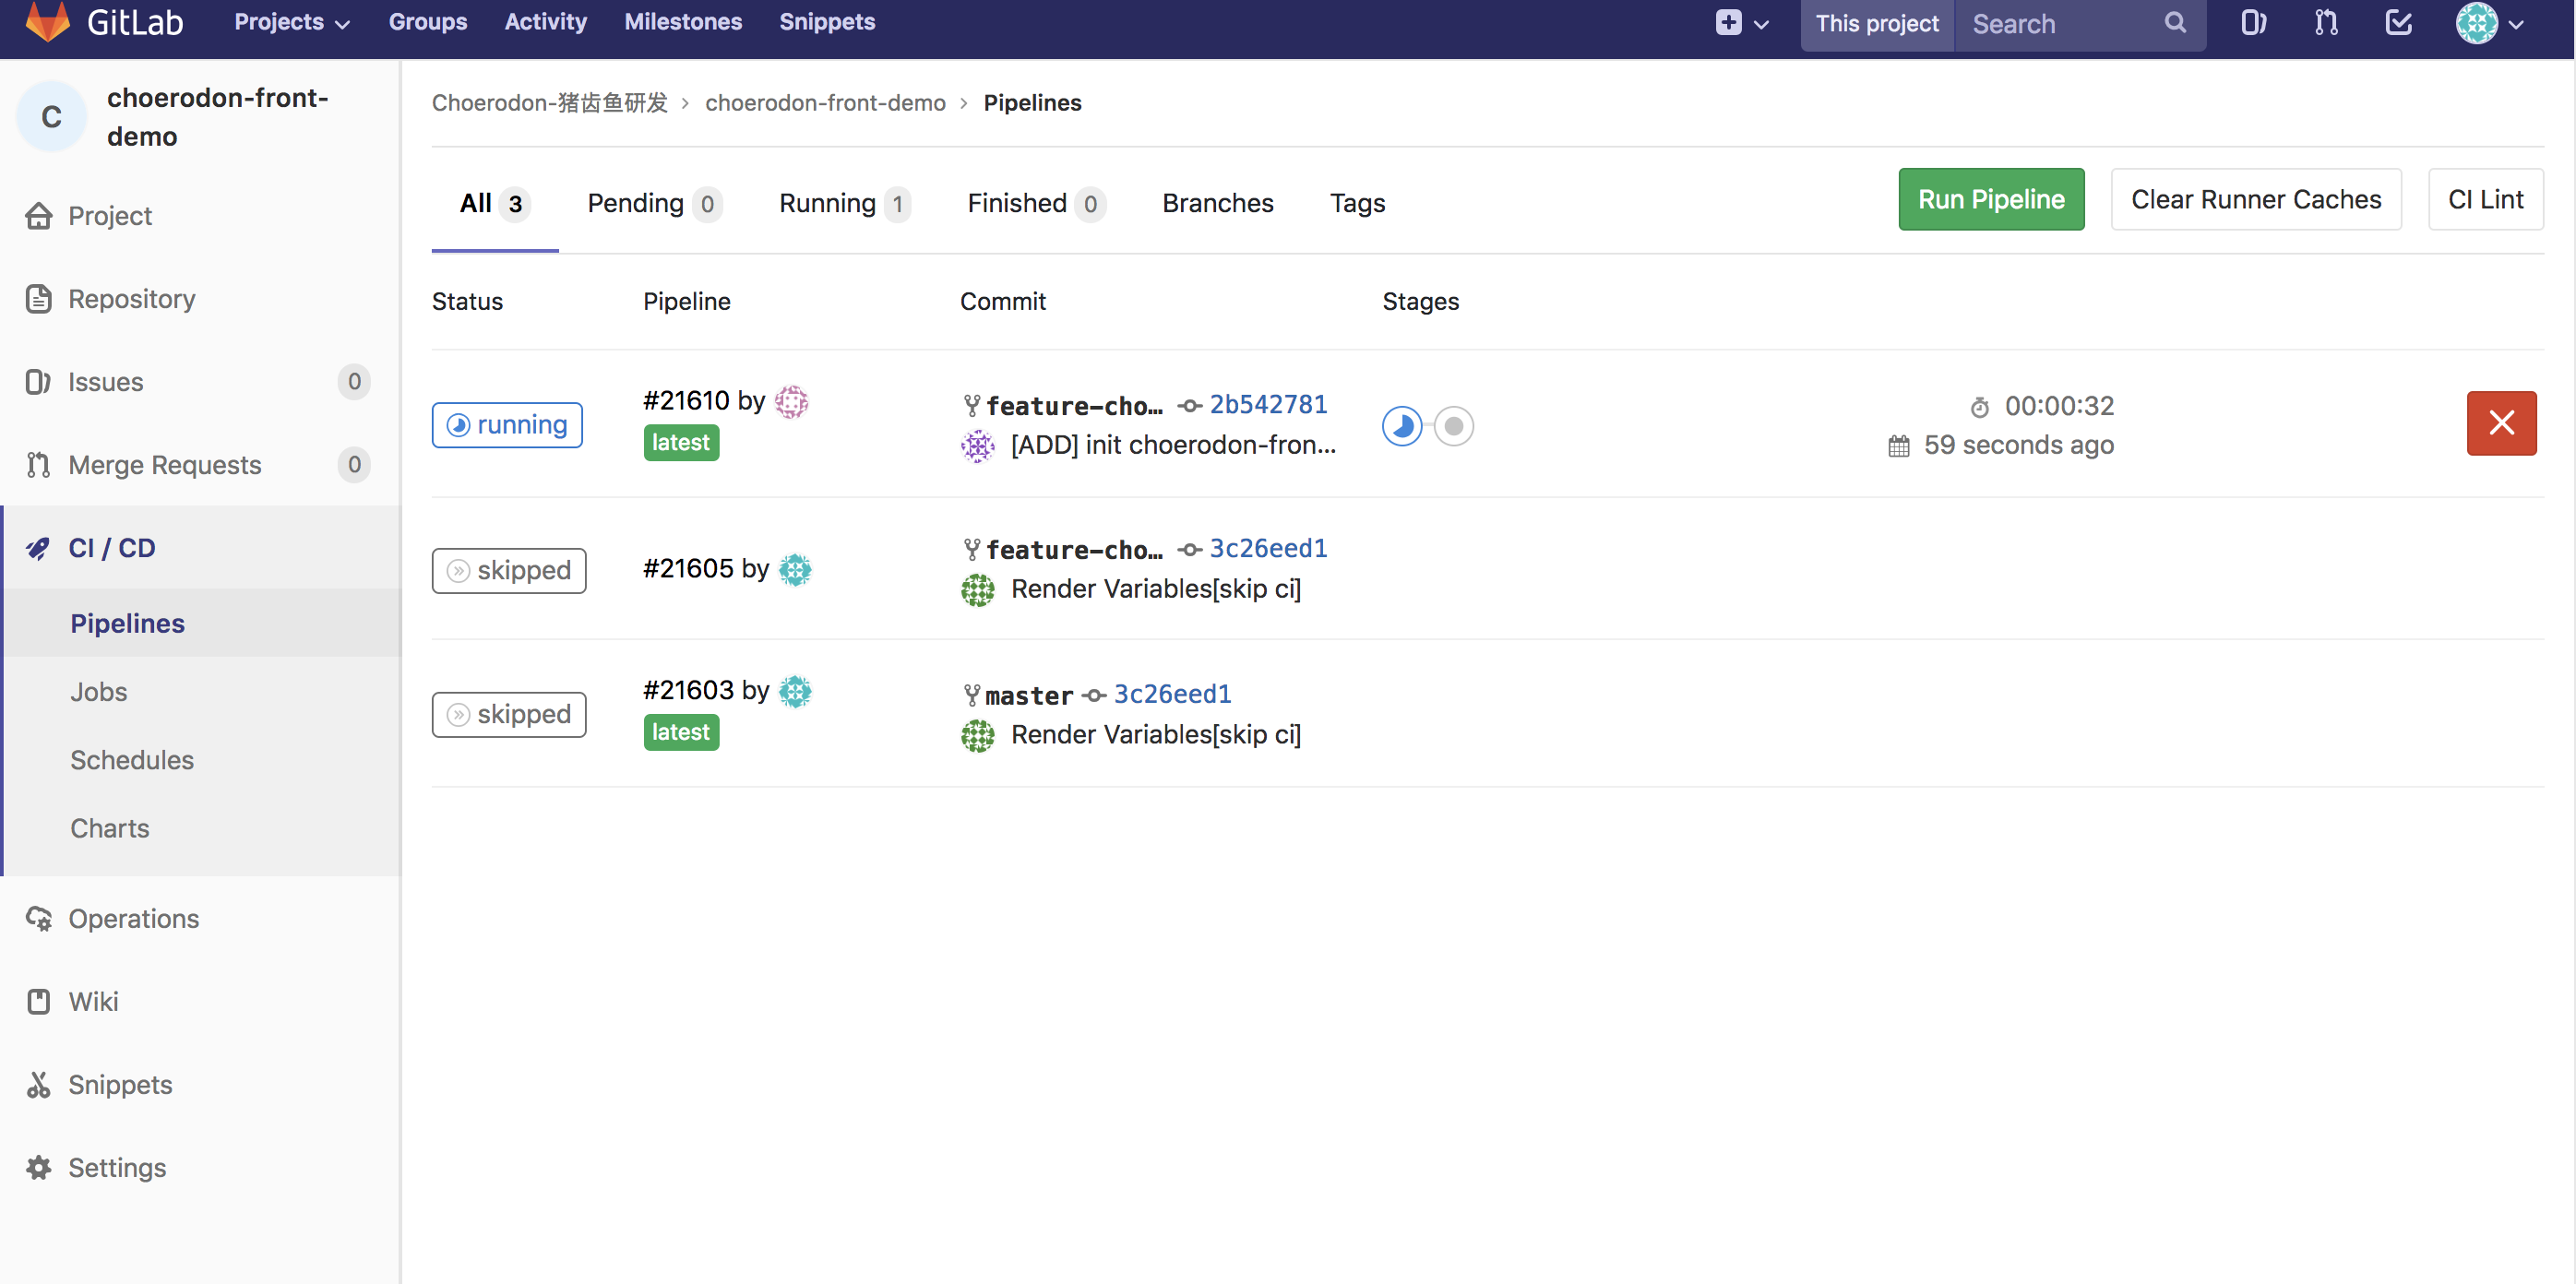 GitLab Projects Groups Activity Milestones Snippets This project Search
C choerodon-front-
demo
Project
Repository
Issues 0
Merge Requests 0
CI / CD
Pipelines
Jobs
Schedules
Charts
Operations
Wiki
Snippets
Settings
Choerodon-猪齿鱼研发 › choerodon-front-demo › Pipelines
All 3 Pending 0 Running 1 Finished 0 Branches Tags Run Pipeline Clear Runner Caches CI Lint
Status Pipeline Commit Stages
running #21610 by feature-cho… 2b542781 00:00:32
latest [ADD] init choerodon-fron... 59 seconds ago
skipped #21605 by feature-cho… 3c26eed1
Render Variables[skip ci]
skipped #21603 by master 3c26eed1
latest Render Variables[skip ci]